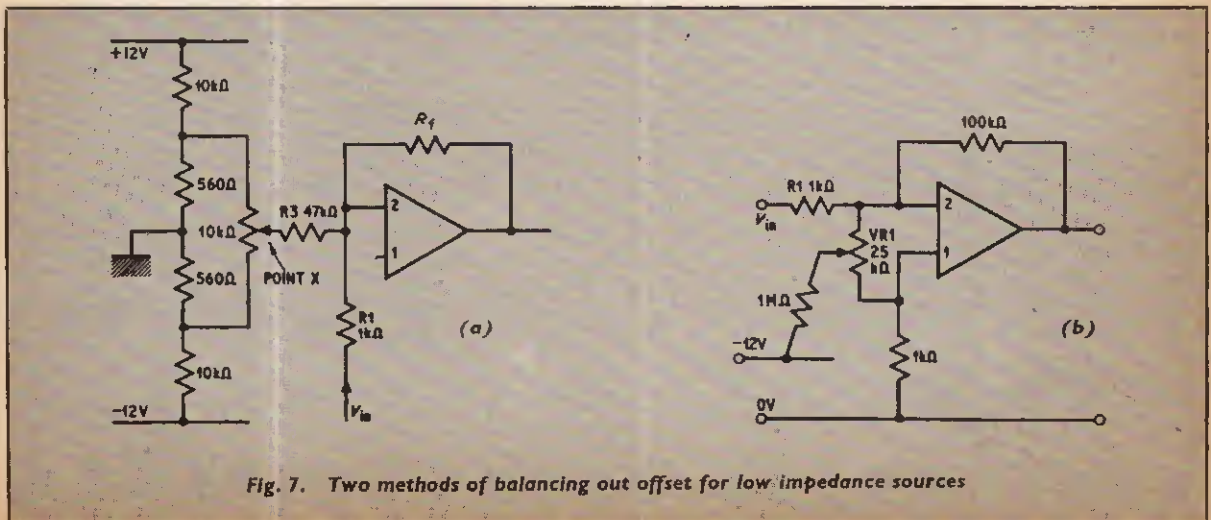 +12V
10kΩ
560Ω
10kΩ
R3 47kΩ
POINT X
560Ω
10kΩ
-12V
Rf
2
1
R1
1kΩ
Vin
(a)
100kΩ
R1 1kΩ
Vin
VR1
25
kΩ
2
1
1MΩ
-12V
1kΩ
0V
(b)
Fig. 7. Two methods of balancing out offset for low impedance sources